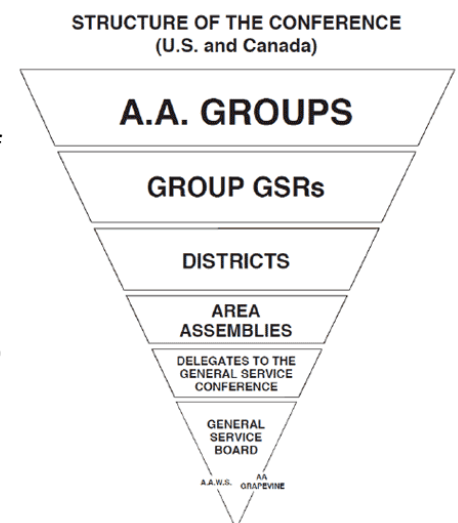 STRUCTURE OF THE CONFERENCE
(U.S. and Canada)
A.A. GROUPS
GROUP GSRs
DISTRICTS
AREA
ASSEMBLIES
DELEGATES TO THE
GENERAL SERVICE
CONFERENCE
GENERAL
SERVICE
BOARD
A.A.W.S.
AA
GRAPEVINE